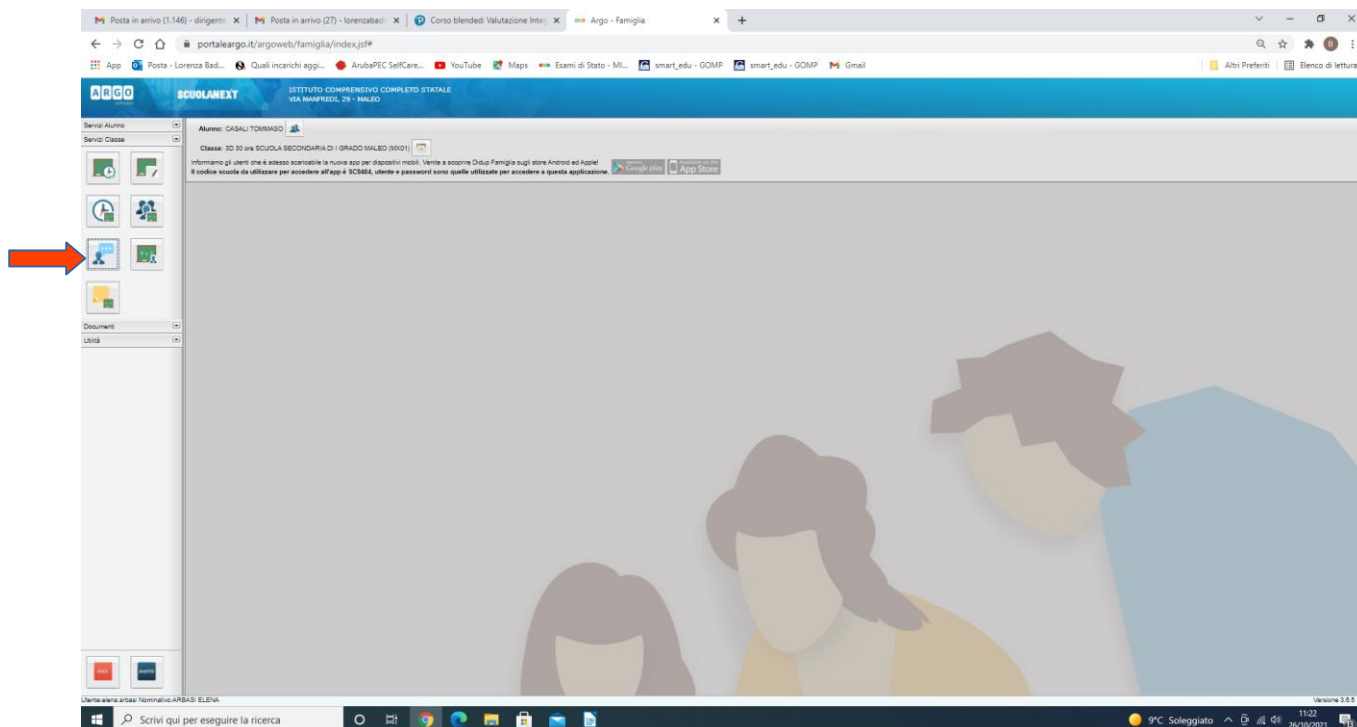 Posta in arrivo (1.146) - dirigente
Posta in arrivo (27) - lorenzabadi
Corso blended: Valutazione Integ
Argo - Famiglia
portaleargo.it/argoweb/famiglia/index.jsf#
App
Posta - Lorenza Bad...
Quali incarichi aggi...
ArubaPEC SelfCare...
YouTube
Maps
Esami di Stato - MI...
smart_edu - GOMP
smart_edu - GOMP
Gmail
Altri Preferiti
Elenco di lettura
ARGO
SCUOLANEXT
ISTITUTO COMPRENSIVO COMPLETO STATALE
VIA MANFREDI, 29 - MALEO
Servizi Alunno
Servizi Classe
Alunno: CASALI TOMMASO
Classe: 3D 30 ore SCUOLA SECONDARIA DI I GRADO MALEO (MX01)
Informiamo gli utenti che è adesso scaricabile la nuova app per dispositivi mobili. Venite a scoprire Didup Famiglia sugli store Android ed Apple!
Il codice scuola da utilizzare per accedere all'app è SC9484, utente e password sono quelle utilizzate per accedere a questa applicazione.
Google play
App Store
Documenti
Utilità
Utente:elena.arbasi Nominativo:ARBASI ELENA
Versione 3.6.5
Scrivi qui per eseguire la ricerca
9°C Soleggiato
11:22
26/10/2021